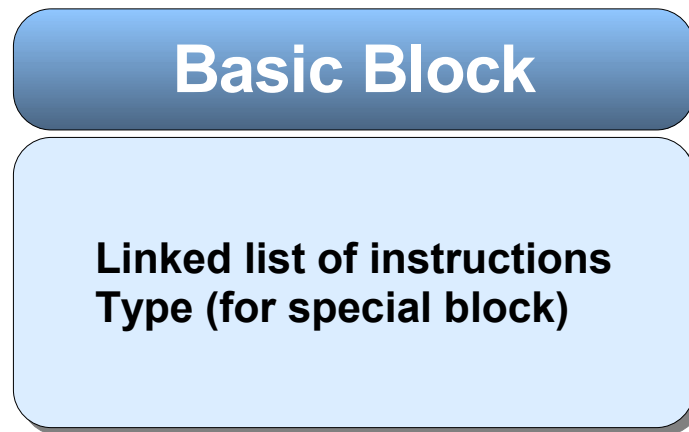 Basic Block
Linked list of instructions
Type (for special block)